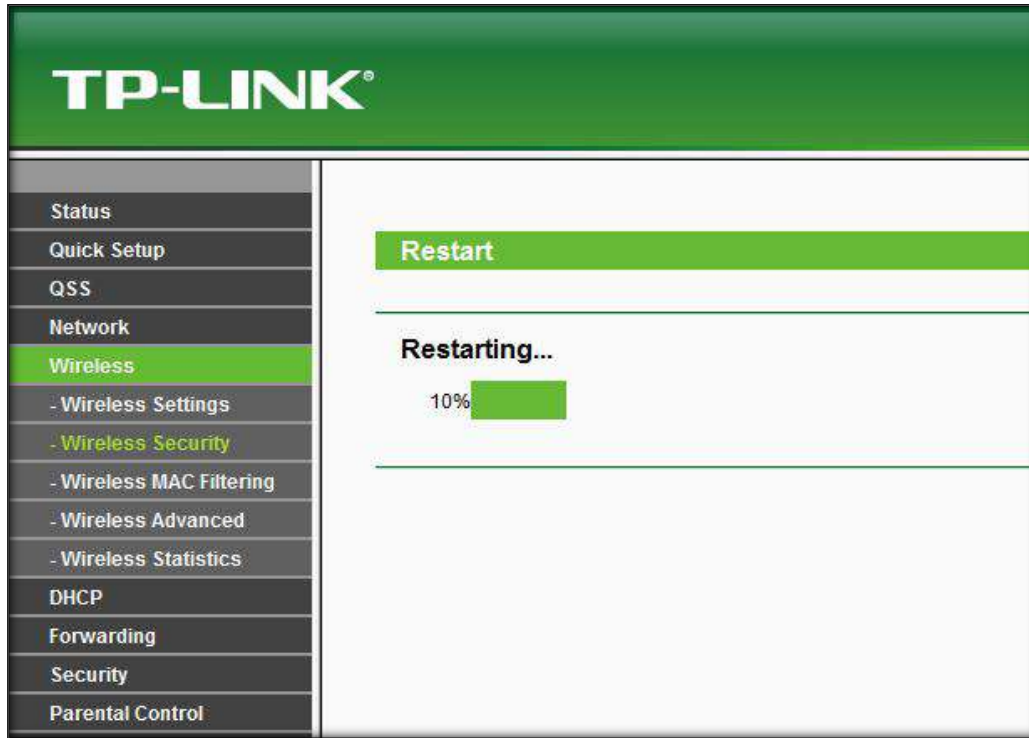 TP-LINK®
Status
Quick Setup
QSS
Network
Wireless
- Wireless Settings
- Wireless Security
- Wireless MAC Filtering
- Wireless Advanced
- Wireless Statistics
DHCP
Forwarding
Security
Parental Control
Restart
Restarting...
10%